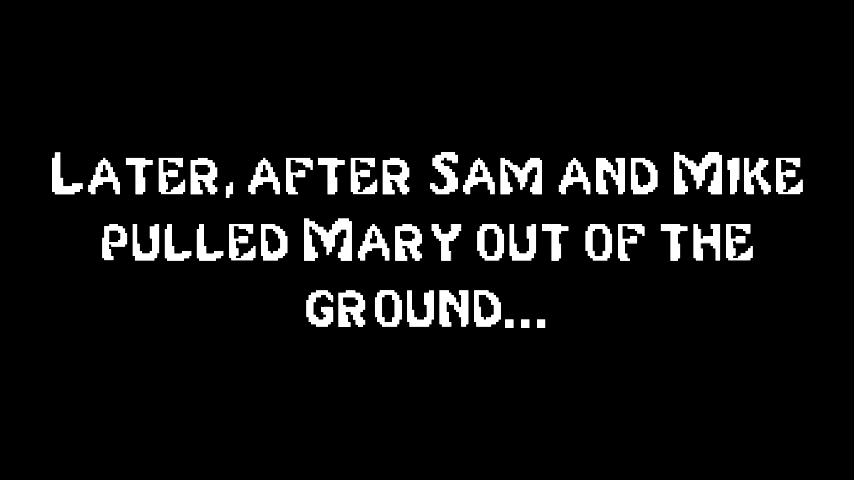 Later, after Sam and Mike
pulled Mary out of the
ground...